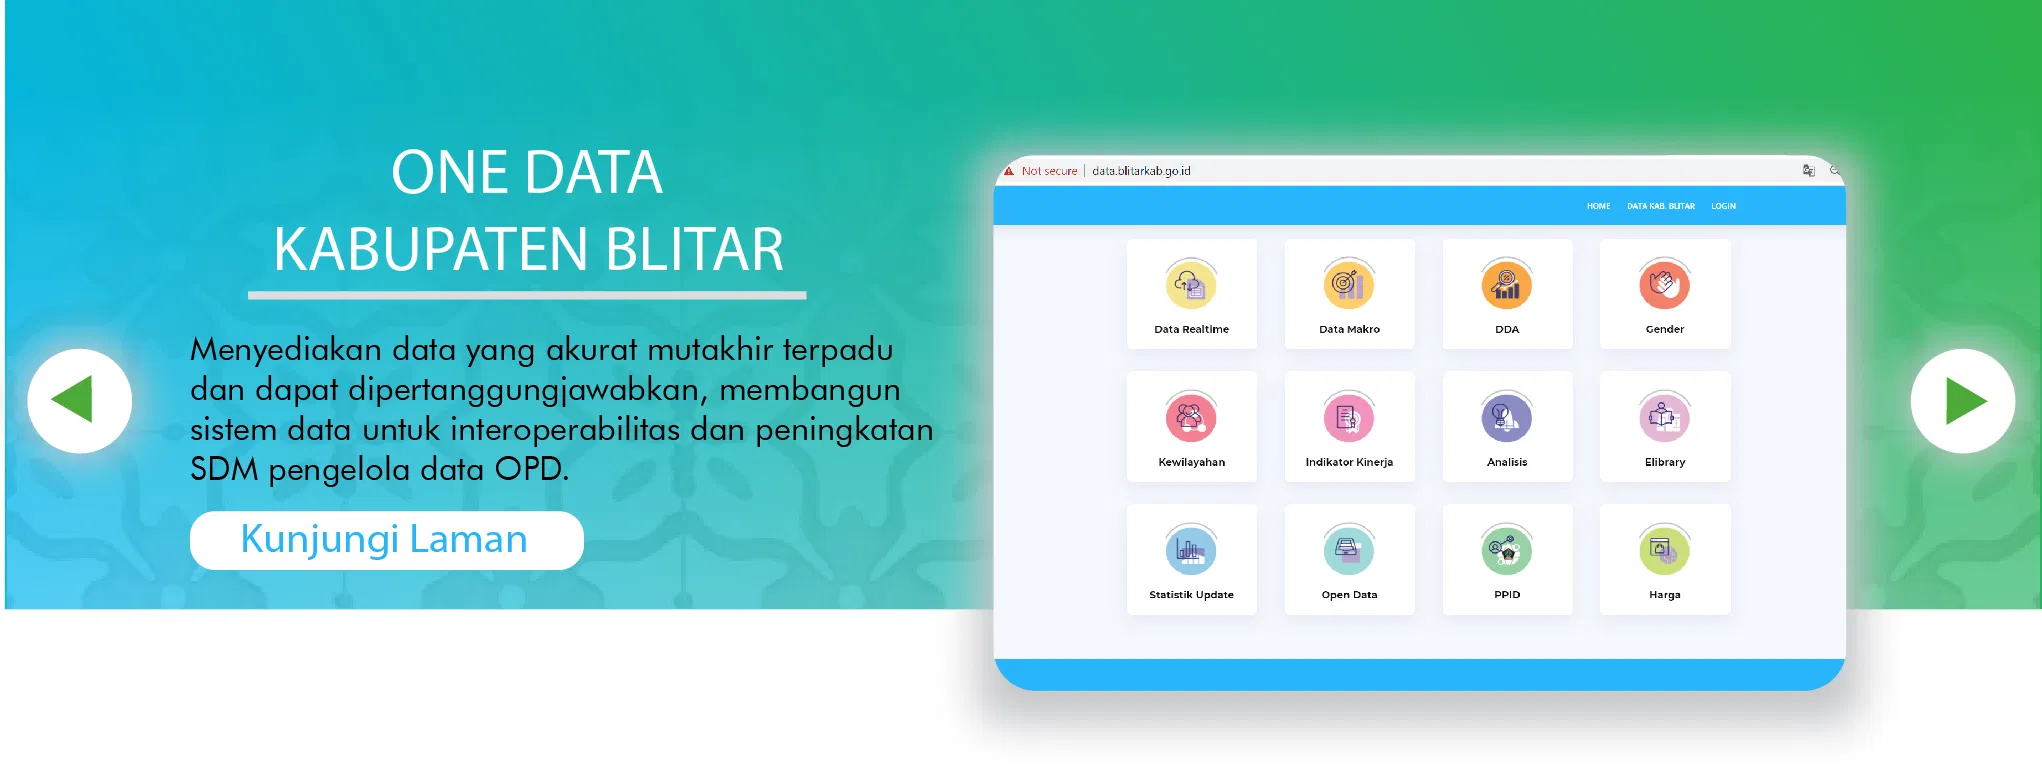 ONE DATA
KABUPATEN BLITAR
Menyediakan data yang akurat mutakhir terpadu
dan dapat dipertanggungjawabkan, membangun
sistem data untuk interoperabilitas dan peningkatan
SDM pengelola data OPD.
Kunjungi Laman
Not secure | data.blitarkab.go.id
HOME DATA KAB. BLITAR LOGIN
Data Realtime Data Makro DDA Gender
Kewilayahan Indikator Kinerja Analisis Elibrary
Statistik Update Open Data PPID Harga